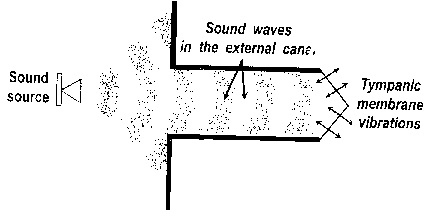 Sound waves
in the external canal
Sound
source
Tympanic
membrane
vibrations